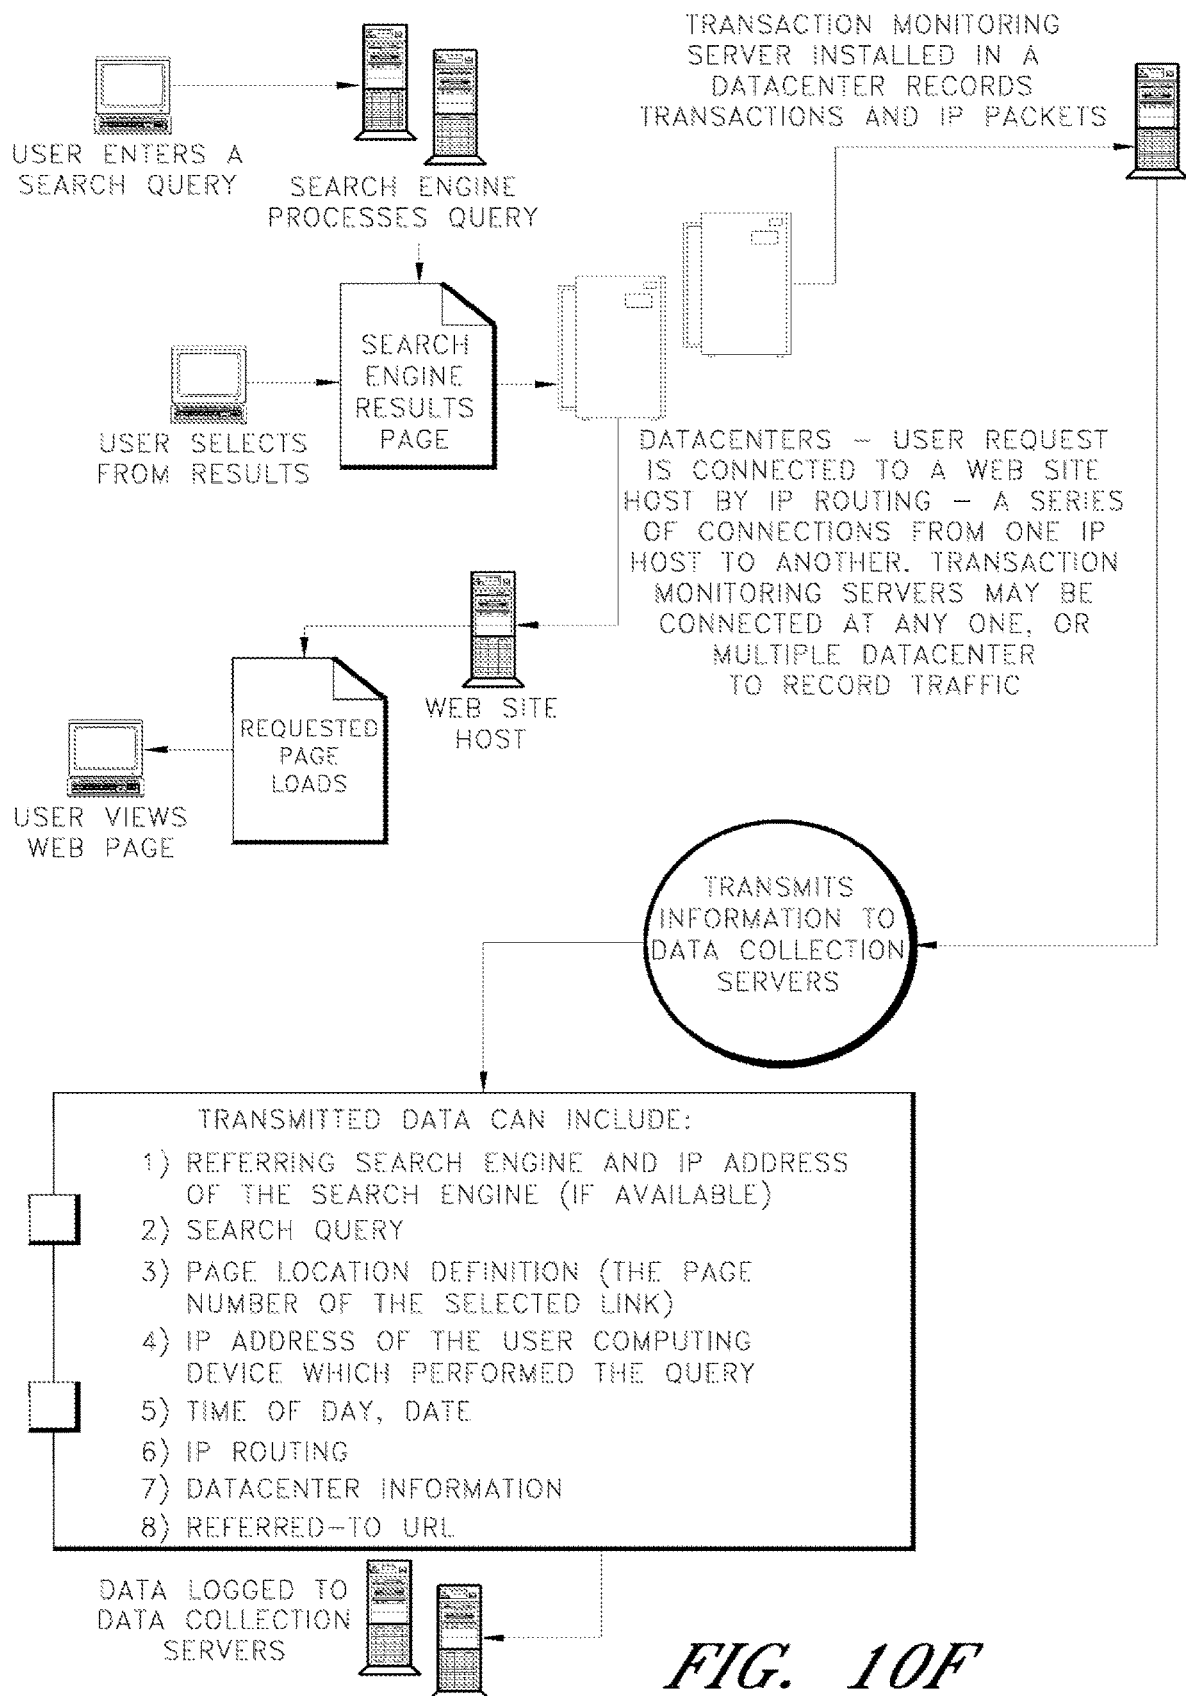 TRANSACTION MONITORING
SERVER INSTALLED IN A
DATACENTER RECORDS
TRANSACTIONS AND IP PACKETS
USER ENTERS A
SEARCH QUERY
SEARCH ENGINE
PROCESSES QUERY
SEARCH
ENGINE
RESULTS
PAGE
USER SELECTS
FROM RESULTS
DATACENTERS – USER REQUEST
IS CONNECTED TO A WEB SITE
HOST BY IP ROUTING – A SERIES
OF CONNECTIONS FROM ONE IP
HOST TO ANOTHER. TRANSACTION
MONITORING SERVERS MAY BE
CONNECTED AT ANY ONE, OR
MULTIPLE DATACENTER
TO RECORD TRAFFIC
WEB SITE
HOST
REQUESTED
PAGE
LOADS
USER VIEWS
WEB PAGE
TRANSMITS
INFORMATION TO
DATA COLLECTION
SERVERS
TRANSMITTED DATA CAN INCLUDE:
1) REFERRING SEARCH ENGINE AND IP ADDRESS
OF THE SEARCH ENGINE (IF AVAILABLE)
2) SEARCH QUERY
3) PAGE LOCATION DEFINITION (THE PAGE
NUMBER OF THE SELECTED LINK)
4) IP ADDRESS OF THE USER COMPUTING
DEVICE WHICH PERFORMED THE QUERY
5) TIME OF DAY, DATE
6) IP ROUTING
7) DATACENTER INFORMATION
8) REFERRED-TO URL
DATA LOGGED TO
DATA COLLECTION
SERVERS
FIG. 10F